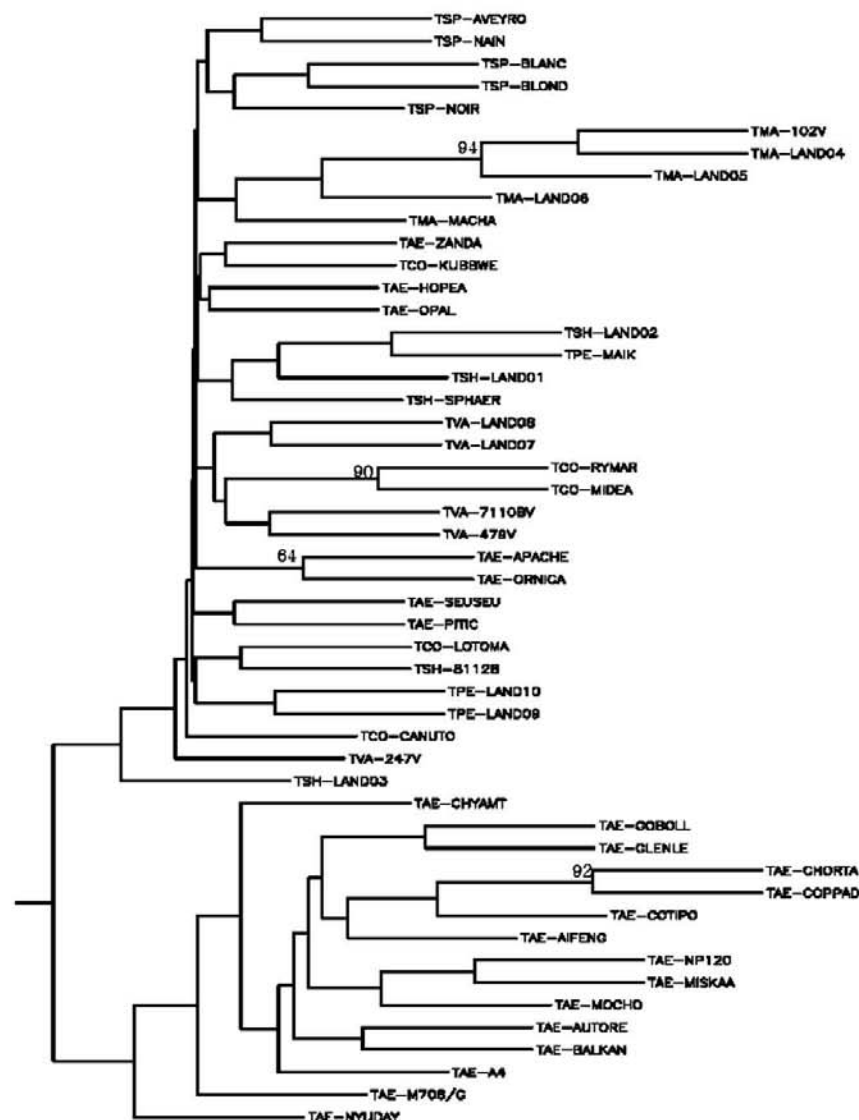 TSP-AVEYRO
TSP-NAIN
TSP-BLANC
TSP-BLOND
TSP-NOIR
TMA-102V
94
TMA-LAND04
TMA-LAND05
TMA-LAND06
TMA-MACHA
TAE-ZANDA
TCO-KUBBWE
TAE-HOPEA
TAE-OPAL
TSH-LAND02
TPE-MAIK
TSH-LAND01
TSH-SPHAER
TVA-LAND08
TVA-LAND07
90
TCO-RYMAR
TCO-MIDEA
TVA-7110BV
TVA-479V
64
TAE-APACHE
TAE-ORNICA
TAE-SEUSEU
TAE-PITIC
TCO-LOTOMA
TSH-8112B
TPE-LAND10
TPE-LAND09
TCO-CANUTO
TVA-247V
TSH-LAND03
TAE-CHYAMT
TAE-GOBOLL
TAE-GLENLE
92
TAE-CHORTA
TAE-COPPAD
TAE-COTIPO
TAE-AIFENG
TAE-NP120
TAE-MISKAA
TAE-MOCHO
TAE-AUTORE
TAE-BALKAN
TAE-A4
TAE-M708/G
TAE-NYUDAY